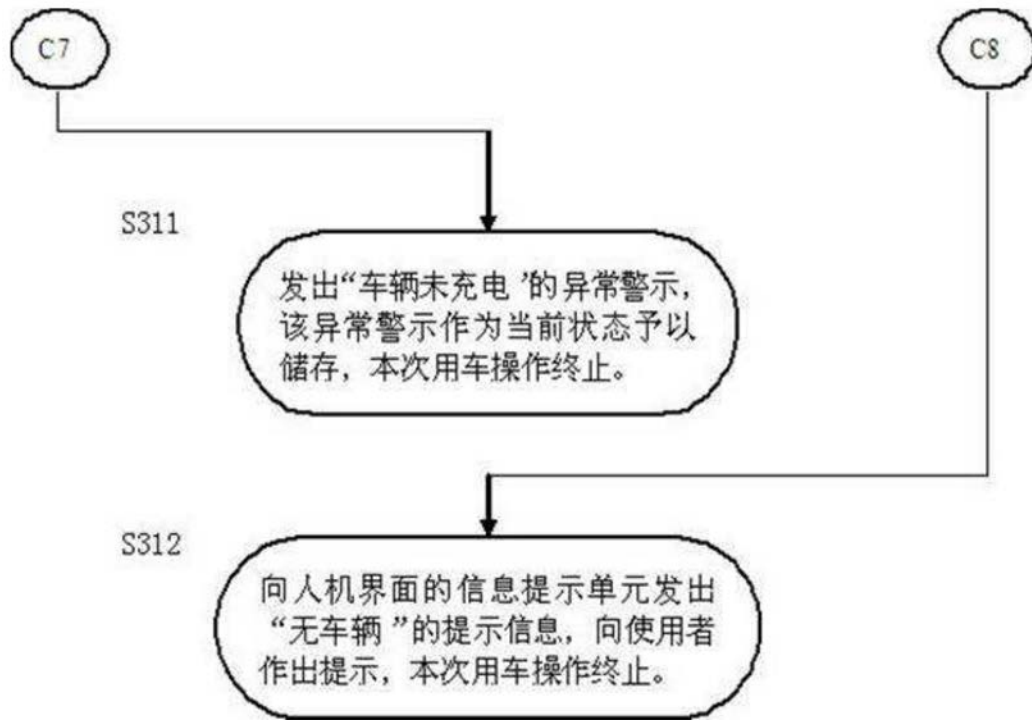 C7
C8
S311
发出“车辆未充电”的异常警示，
该异常警示作为当前状态予以
储存，本次用车操作终止。
S312
向人机界面的信息提示单元发出
“无车辆”的提示信息，向使用者
作出提示，本次用车操作终止。